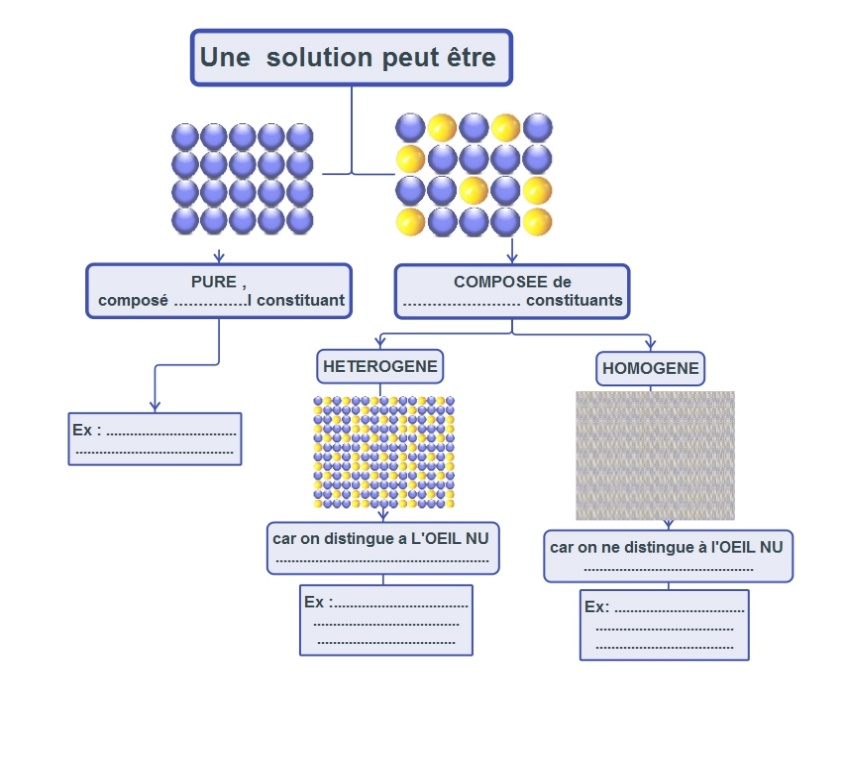 Une solution peut être
PURE ,
composé ...............I constituant
COMPOSEE de
........................ constituants
HETEROGENE
HOMOGENE
Ex : ....................................
............................................
car on distingue a L'OEIL NU
............................................................
car on ne distingue à l'OEIL NU
...............................................
Ex :.....................................
........................................
......................................
Ex: ....................................
......................................
......................................